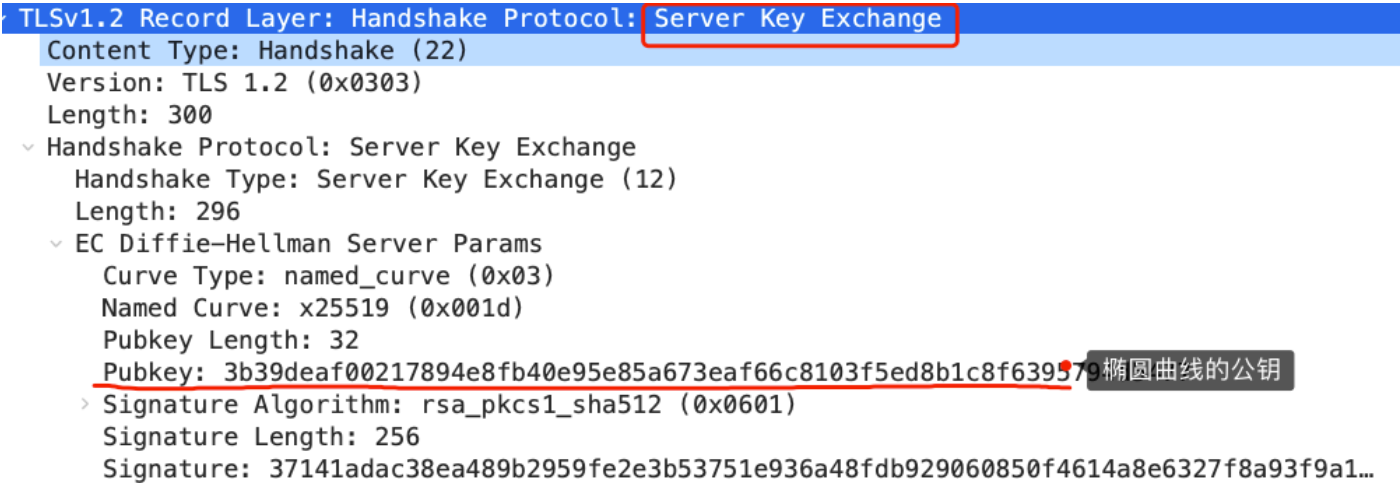 TLSv1.2 Record Layer: Handshake Protocol: Server Key Exchange
Content Type: Handshake (22)
Version: TLS 1.2 (0x0303)
Length: 300
Handshake Protocol: Server Key Exchange
Handshake Type: Server Key Exchange (12)
Length: 296
EC Diffie-Hellman Server Params
Curve Type: named_curve (0x03)
Named Curve: x25519 (0x001d)
Pubkey Length: 32
Pubkey: 3b39deaf00217894e8fb40e95e85a673eaf66c8103f5ed8b1c8f639579 椭圆曲线的公钥
Signature Algorithm: rsa_pkcs1_sha512 (0x0601)
Signature Length: 256
Signature: 37141adac38ea489b2959fe2e3b53751e936a48fdb929060850f4614a8e6327f8a93f9a1…